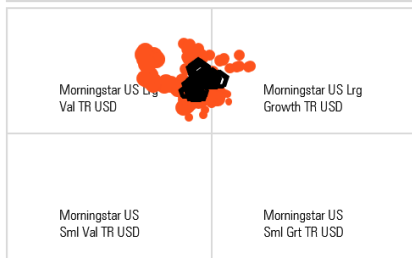 Morningstar US Lrg
Val TR USD
Morningstar US Lrg
Growth TR USD
Morningstar US
Sml Val TR USD
Morningstar US
Sml Grt TR USD